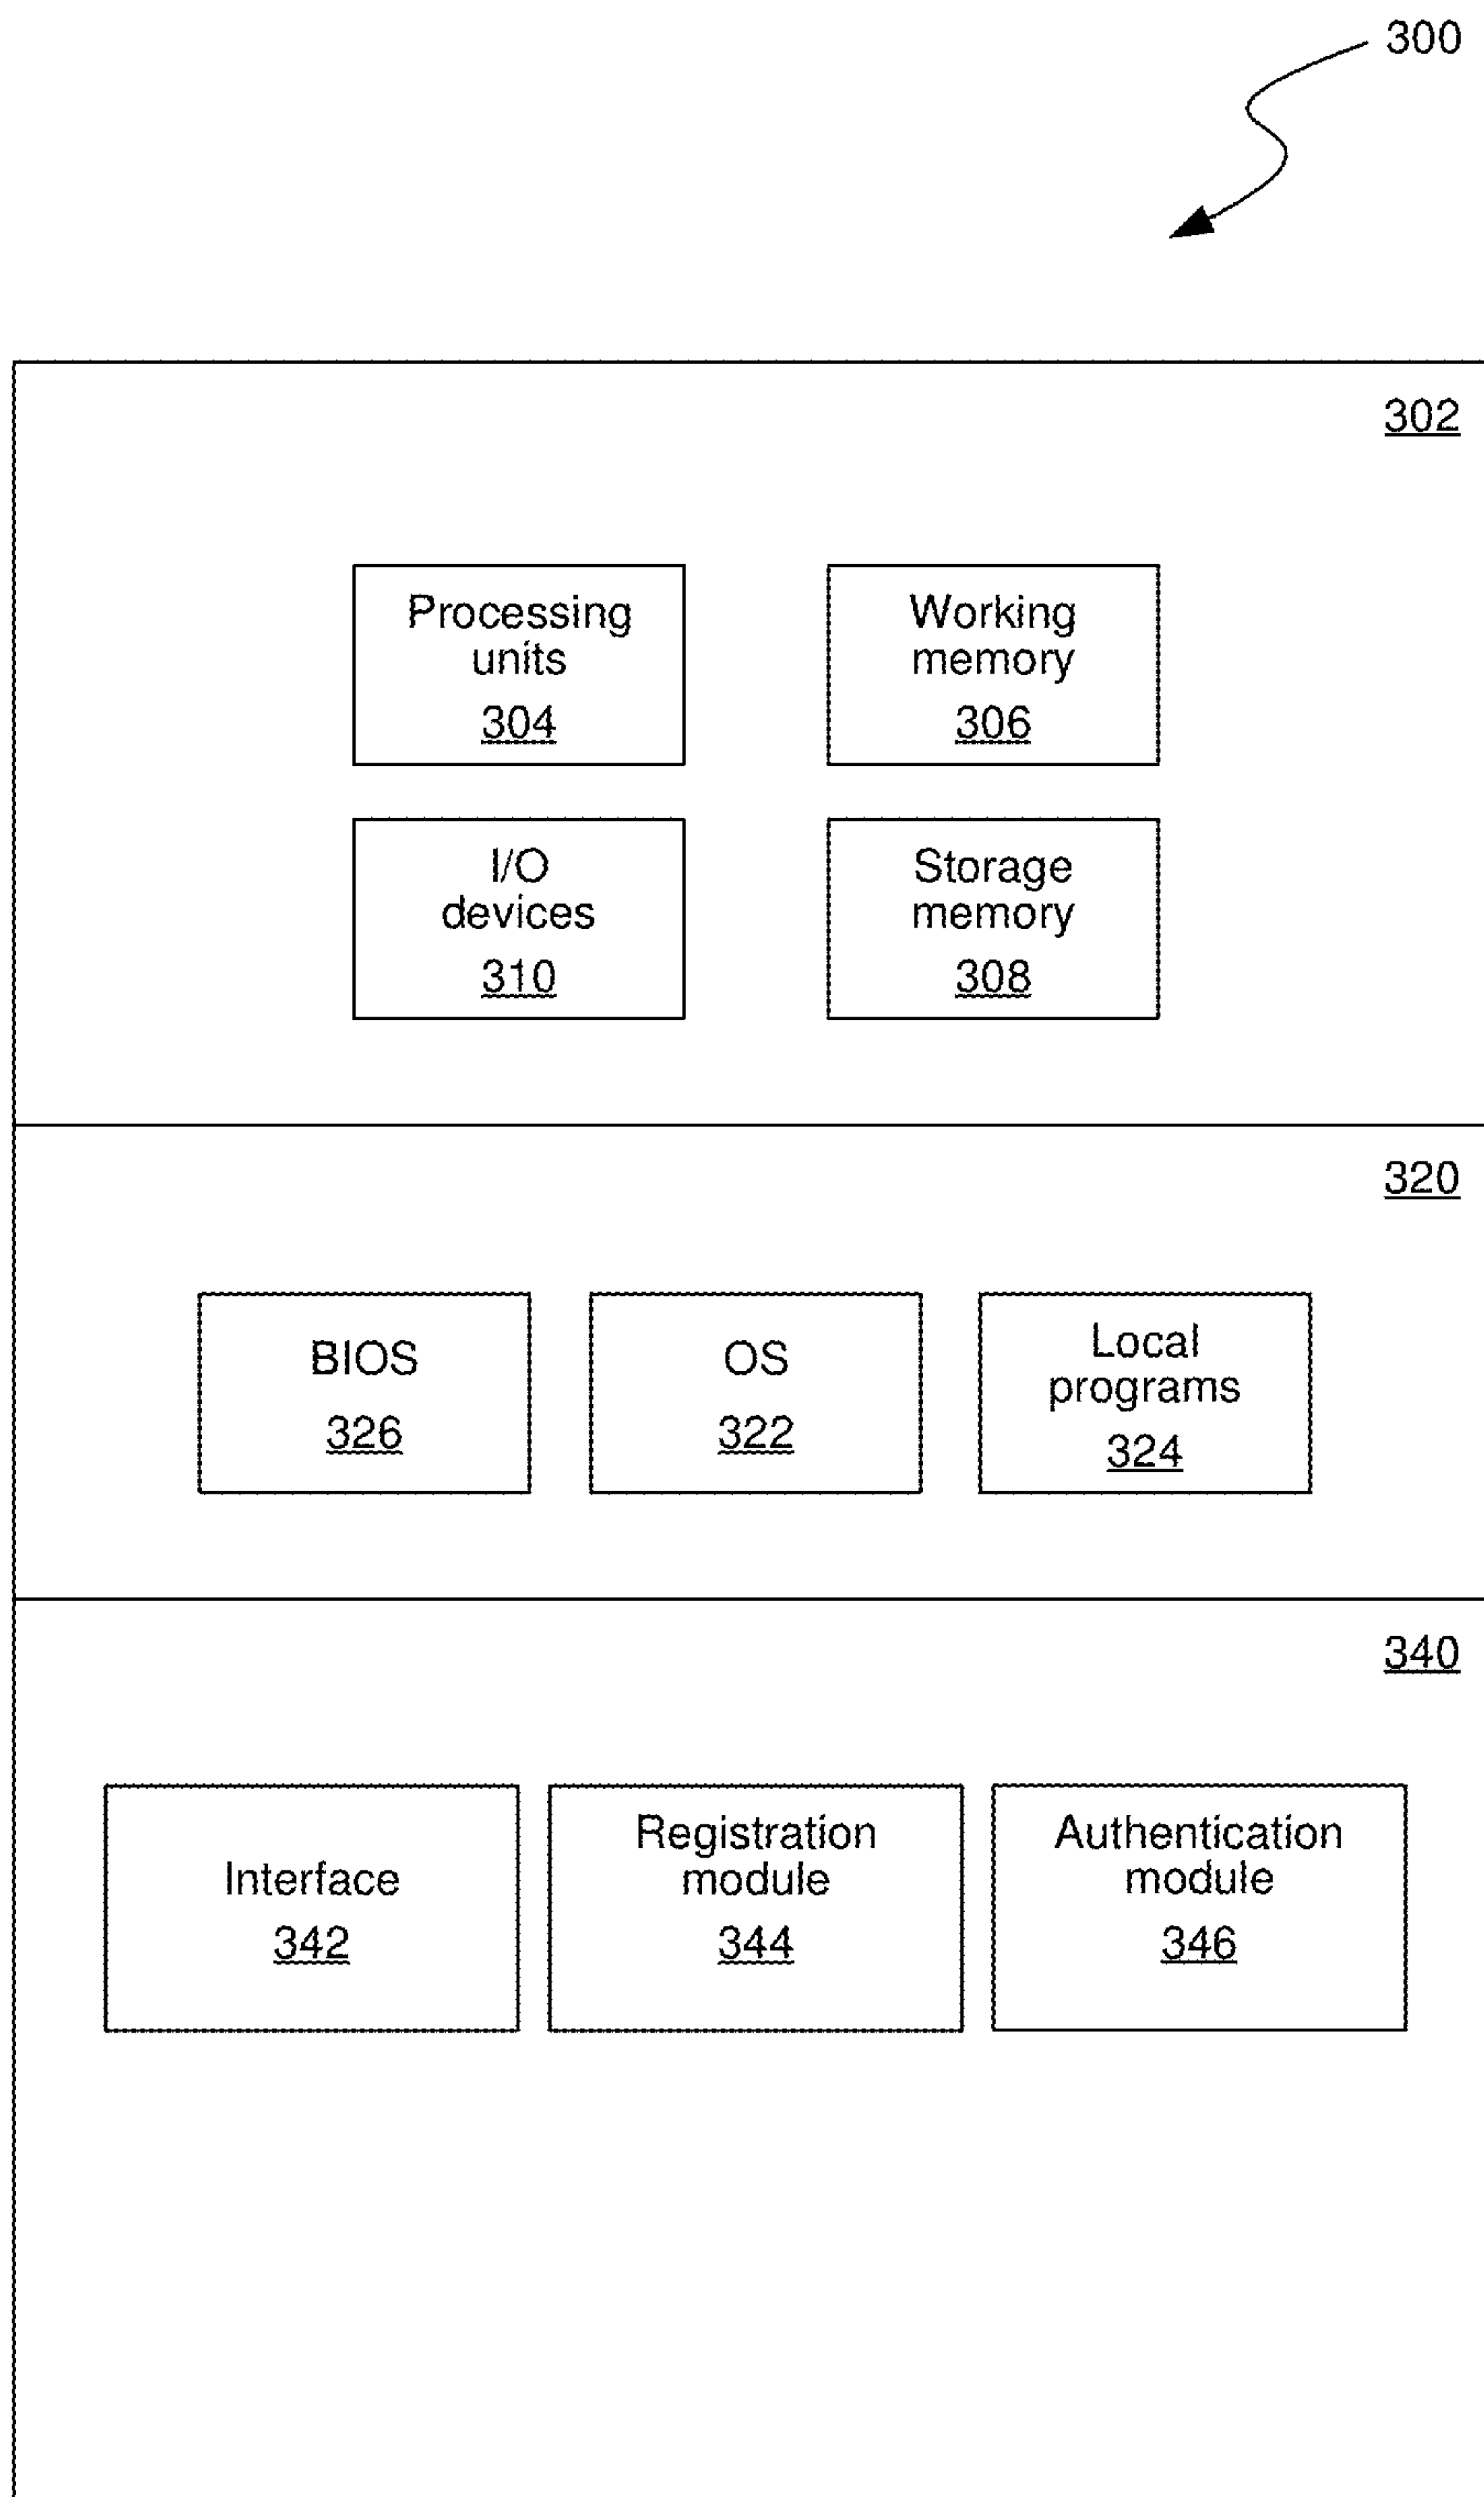 300
302
Processing
units
304
Working
memory
306
I/O
devices
310
Storage
memory
308
320
BIOS
326
OS
322
Local
programs
324
340
Interface
342
Registration
module
344
Authentication
module
346